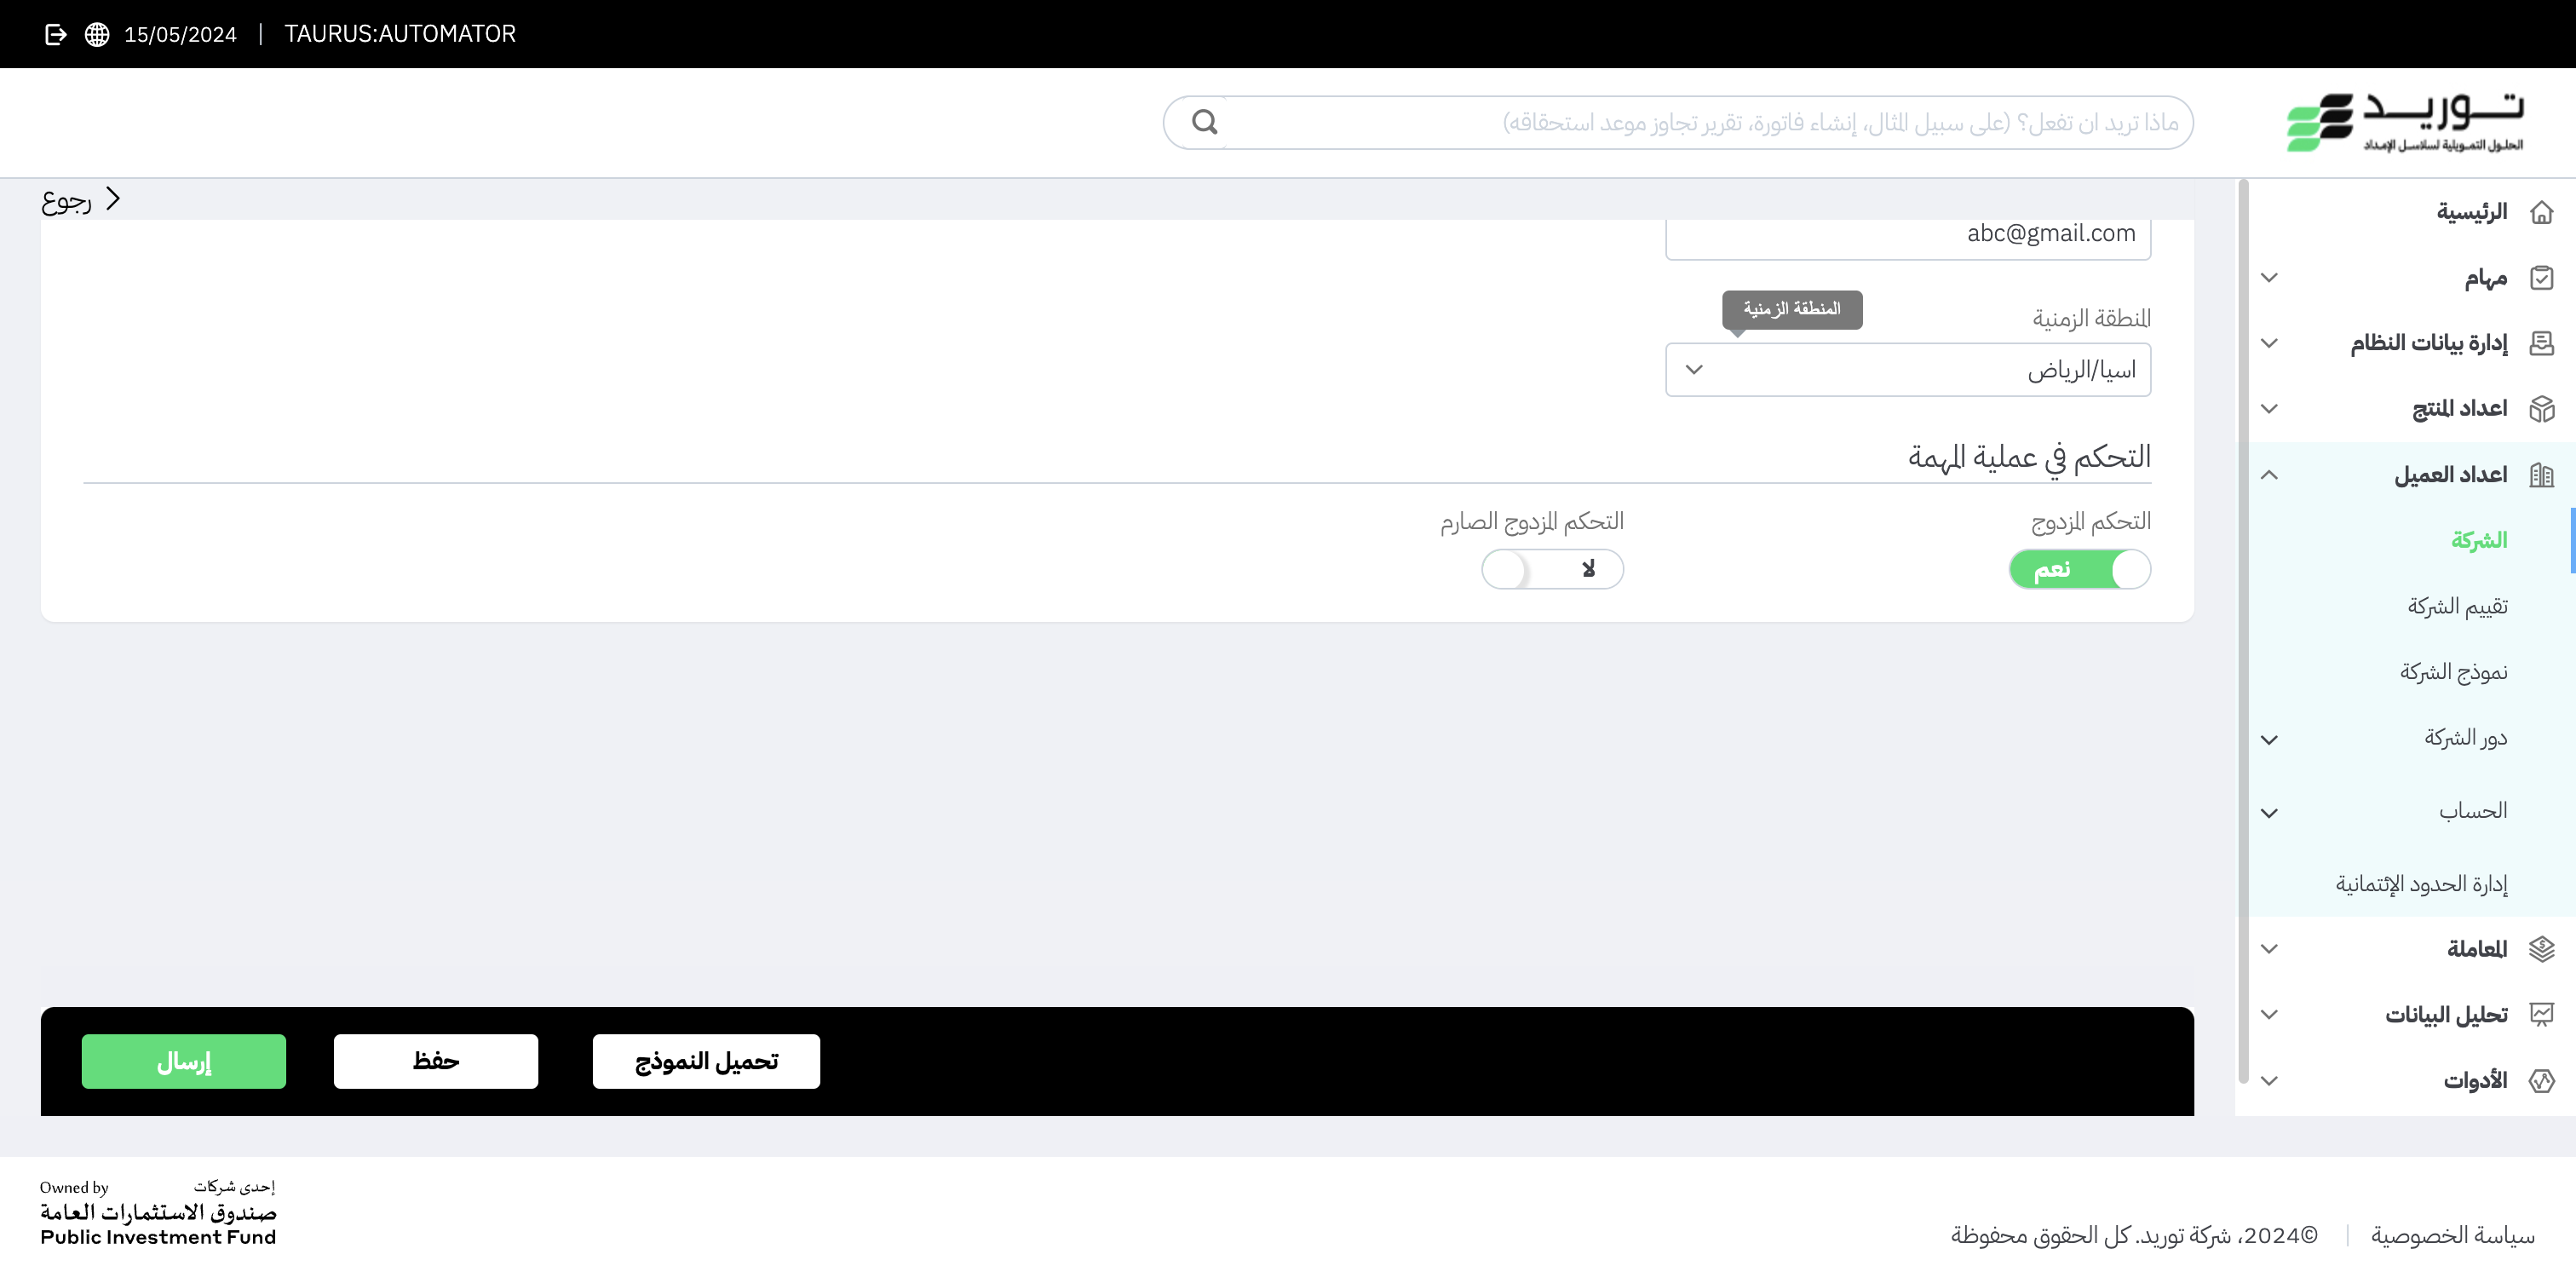 15/05/2024 | TAURUS:AUTOMATOR
توريد
الحلول التمويلية لسلاسل الإمداد
ماذا تريد ان تفعل؟ (على سبيل المثال، إنشاء فاتورة، تقرير تجاوز موعد استحقاقه)
رجوع
الرئيسية
مهام
إدارة بيانات النظام
اعداد المنتج
اعداد العميل
الشركة
تقييم الشركة
نموذج الشركة
دور الشركة
الحساب
إدارة الحدود الإئتمانية
المعاملة
تحليل البيانات
الأدوات
abc@gmail.com
المنطقة الزمنية
المنطقة الزمنية
اسيا/الرياض
التحكم في عملية المهمة
التحكم المزدوج
نعم
التحكم المزدوج الصارم
لا
تحميل النموذج
حفظ
إرسال
سياسة الخصوصية | ©2024، شركة توريد. كل الحقوق محفوظة
إحدى شركات
Owned by
صندوق الاستثمارات العامة
Public Investment Fund